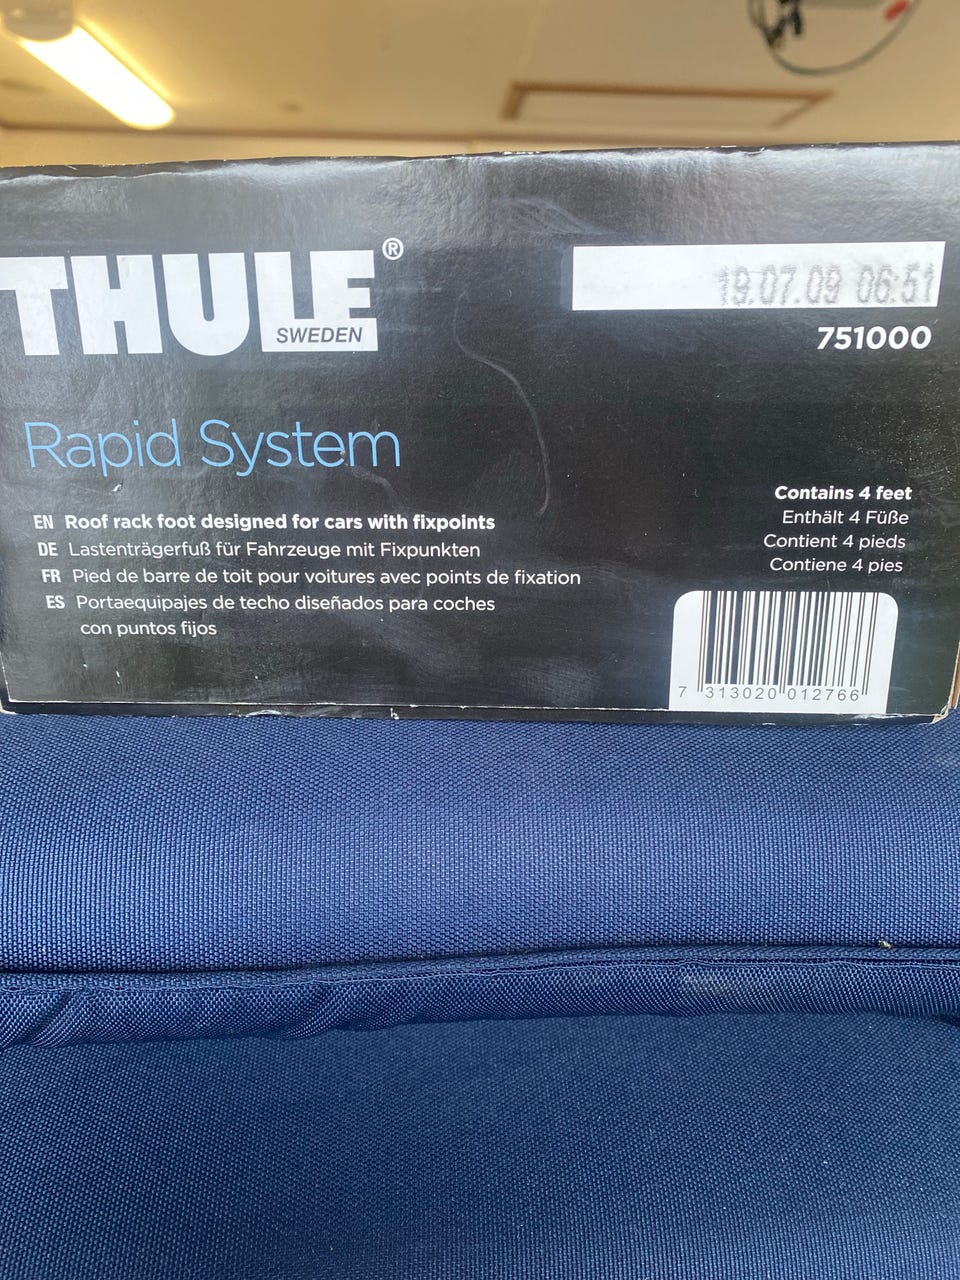 THULE®
SWEDEN
19.07.09 06:51
751000
Rapid System
EN Roof rack foot designed for cars with fixpoints
DE Lastenträgerfuß für Fahrzeuge mit Fixpunkten
FR Pied de barre de toit pour voitures avec points de fixation
ES Portaequipajes de techo diseñados para coches
con puntos fijos
Contains 4 feet
Enthält 4 Füße
Contient 4 pieds
Contiene 4 pies
7 313020 012766